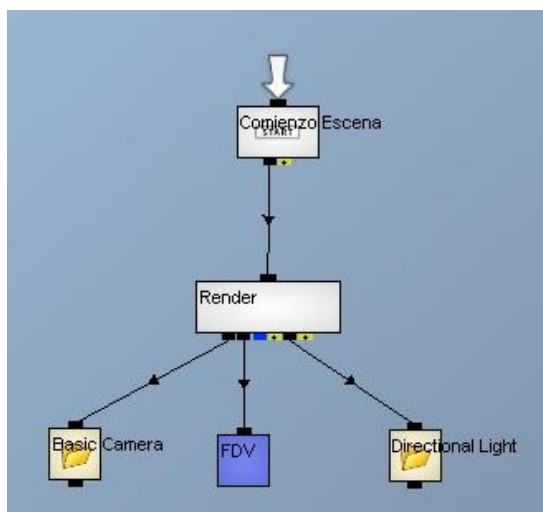 Comienzo Escena
START
Render
Basic Camera
FDV
Directional Light